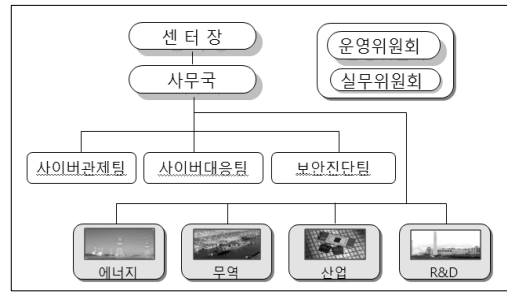 센 터 장
운영위원회
사무국
실무위원회
사이버관제팀
사이버대응팀
보안진단팀
에너지
무역
산업
R&D